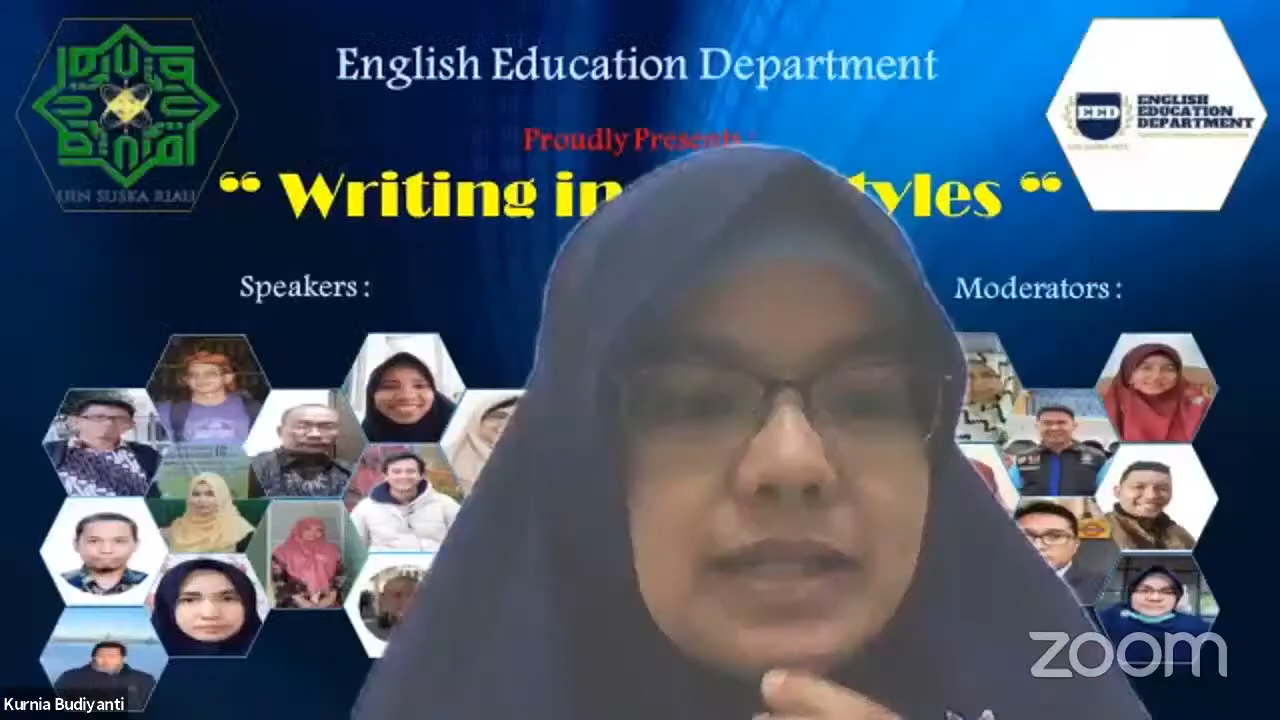 English Education Department
Proudly Presents :
“ Writing in
tyles “
Speakers :
Moderators :
UIN SUSKA RIAU
ENGLISH
EDUCATION
DEPARTMENT
zoom
Kurnia Budiyanti